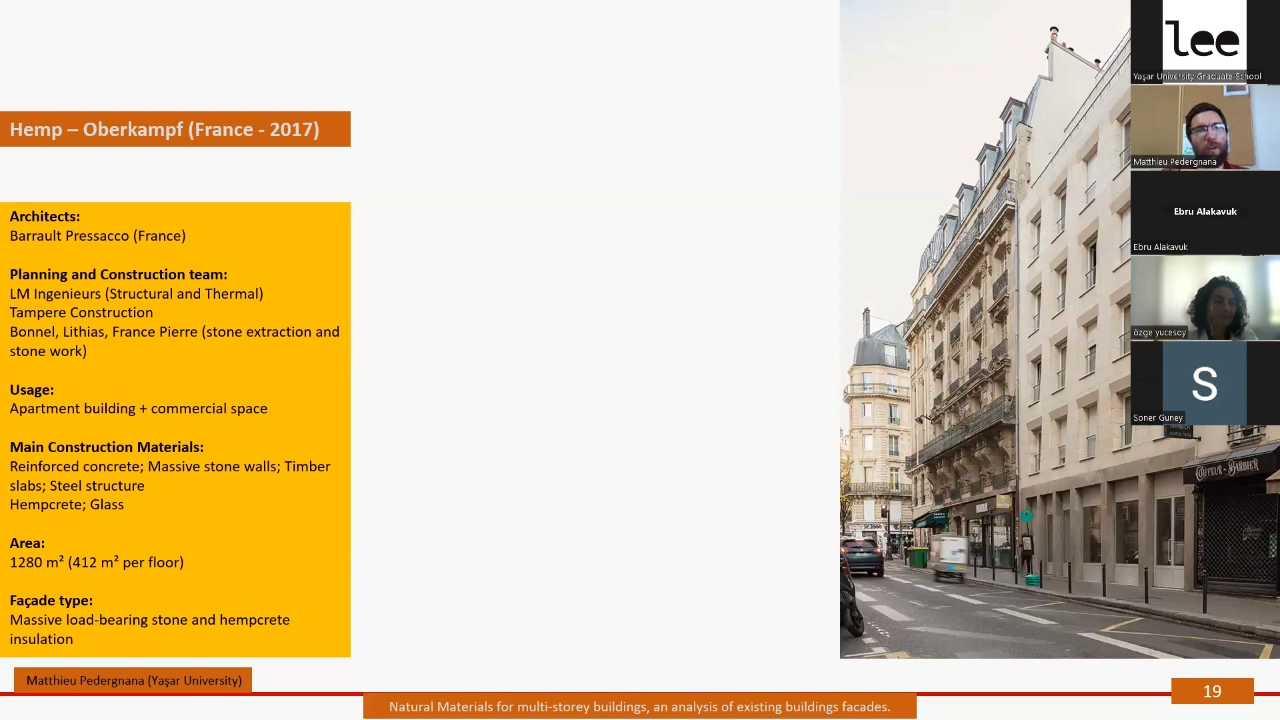 Hemp – Oberkampf (France - 2017)
Architects:
Barrault Pressacco (France)
Planning and Construction team:
LM Ingenieurs (Structural and Thermal)
Tampere Construction
Bonnel, Lithias, France Pierre (stone extraction and
stone work)
Usage:
Apartment building + commercial space
Main Construction Materials:
Reinforced concrete; Massive stone walls; Timber
slabs; Steel structure
Hempcrete; Glass
Area:
1280 m² (412 m² per floor)
Façade type:
Massive load-bearing stone and hempcrete
insulation
Matthieu Pedergnana (Yaşar University)
Natural Materials for multi-storey buildings, an analysis of existing buildings facades.
19
lee
Yaşar University Graduate School
Matthieu Pedergnana
Ebru Alakavuk
Ebru Alakavuk
özge yucesoy
S
Soner Guney
COIFFEUR-BARBIER